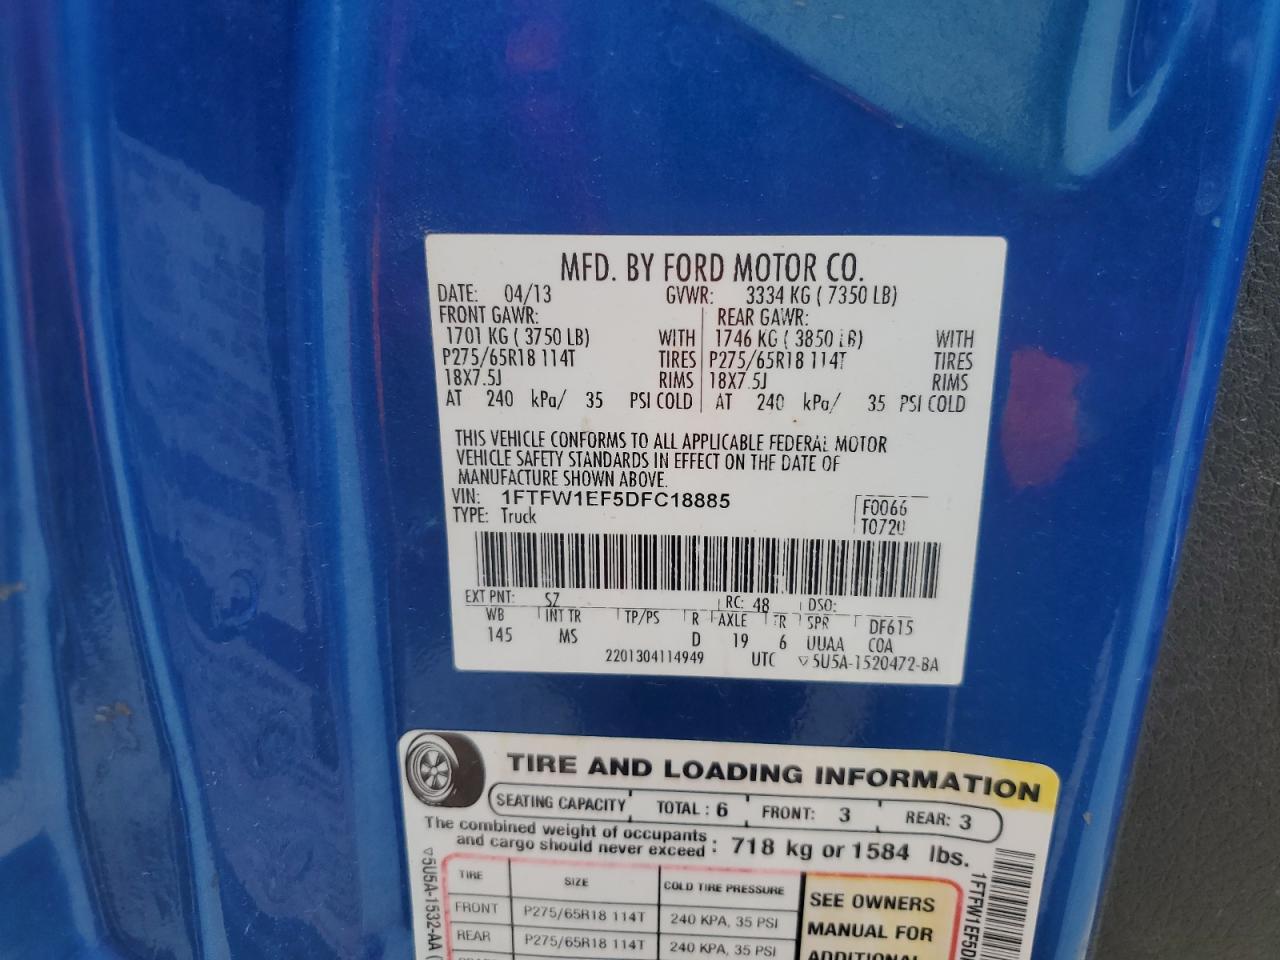 MFD. BY FORD MOTOR CO.
DATE: 04/13 GVWR: 3334 KG ( 7350 LB)
FRONT GAWR: REAR GAWR:
1701 KG ( 3750 LB) WITH 1746 KG ( 3850 LB) WITH
P275/65R18 114T TIRES P275/65R18 114T TIRES
18X7.5J RIMS 18X7.5J RIMS
AT 240 kPa/ 35 PSI COLD AT 240 kPa/ 35 PSI COLD
THIS VEHICLE CONFORMS TO ALL APPLICABLE FEDERAL MOTOR
VEHICLE SAFETY STANDARDS IN EFFECT ON THE DATE OF
MANUFACTURE SHOWN ABOVE.
VIN: 1FTFW1EF5DFC18885 F0066
TYPE: Truck T0720
EXT PNT: SZ RC: 48 DSO:
WB INT TR TP/PS R AXLE TR SPR DF615
145 MS D 19 6 UUAA COA
2201304114949 UTC ▽5U5A-1520472-BA
TIRE AND LOADING INFORMATION
SEATING CAPACITY TOTAL : 6 FRONT: 3 REAR: 3
The combined weight of occupants
and cargo should never exceed : 718 kg or 1584 lbs.
TIRE SIZE COLD TIRE PRESSURE
FRONT P275/65R18 114T 240 KPA, 35 PSI
REAR P275/65R18 114T 240 KPA, 35 PSI
SEE OWNERS
MANUAL FOR
ADDITIONAL
▽5U5A-1532-AA
1FTFW1EF5D